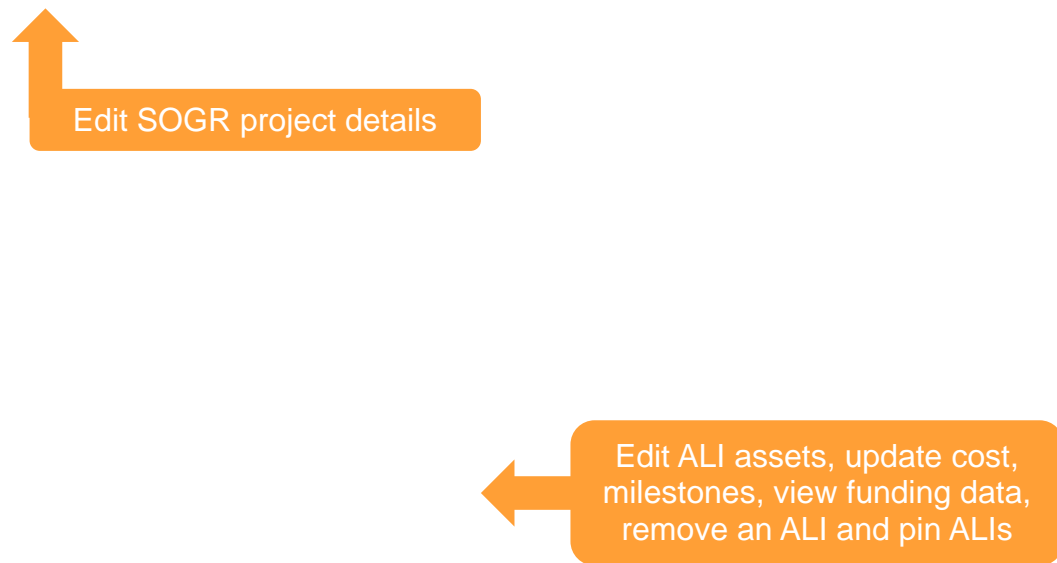 Edit SOGR project details
Edit ALI assets, update cost,
milestones, view funding data,
remove an ALI and pin ALIs